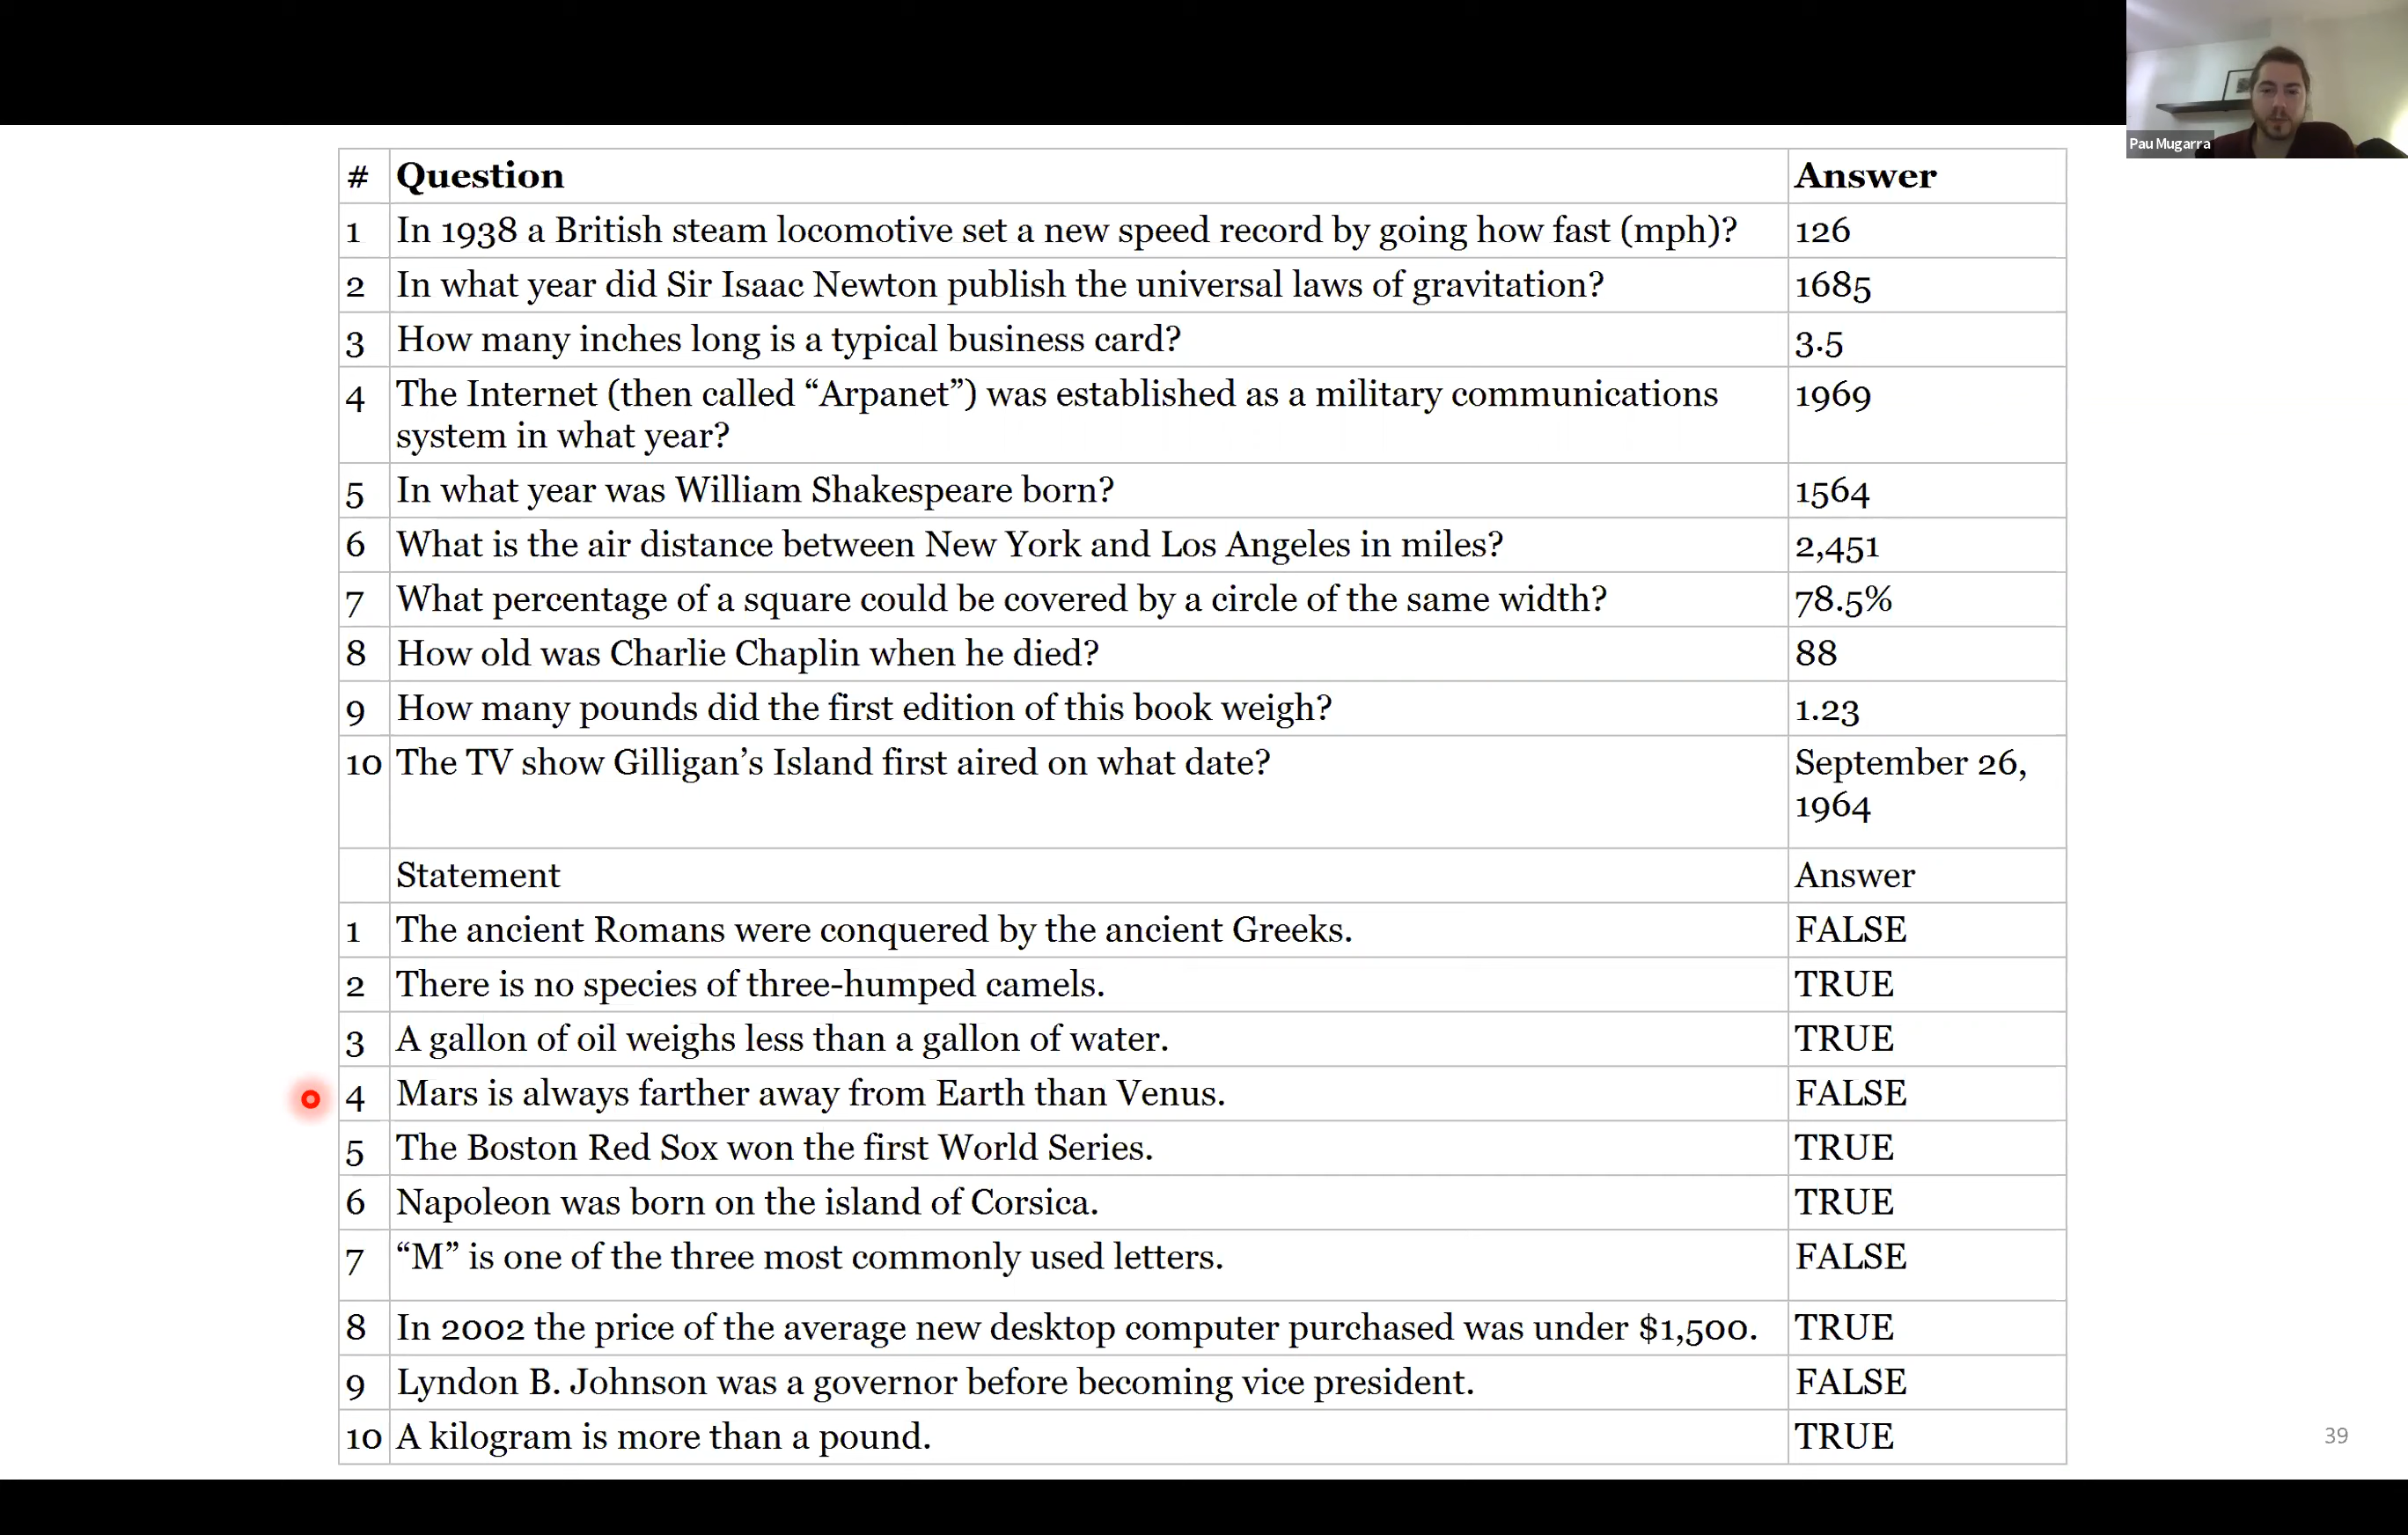 Pau Mugarra
# Question Answer
1 In 1938 a British steam locomotive set a new speed record by going how fast (mph)? 126
2 In what year did Sir Isaac Newton publish the universal laws of gravitation? 1685
3 How many inches long is a typical business card? 3.5
4 The Internet (then called “Arpanet”) was established as a military communications 1969
system in what year?
5 In what year was William Shakespeare born? 1564
6 What is the air distance between New York and Los Angeles in miles? 2,451
7 What percentage of a square could be covered by a circle of the same width? 78.5%
8 How old was Charlie Chaplin when he died? 88
9 How many pounds did the first edition of this book weigh? 1.23
10 The TV show Gilligan’s Island first aired on what date? September 26,
1964
Statement Answer
1 The ancient Romans were conquered by the ancient Greeks. FALSE
2 There is no species of three-humped camels. TRUE
3 A gallon of oil weighs less than a gallon of water. TRUE
4 Mars is always farther away from Earth than Venus. FALSE
5 The Boston Red Sox won the first World Series. TRUE
6 Napoleon was born on the island of Corsica. TRUE
7 “M” is one of the three most commonly used letters. FALSE
8 In 2002 the price of the average new desktop computer purchased was under $1,500. TRUE
9 Lyndon B. Johnson was a governor before becoming vice president. FALSE
10 A kilogram is more than a pound. TRUE
39